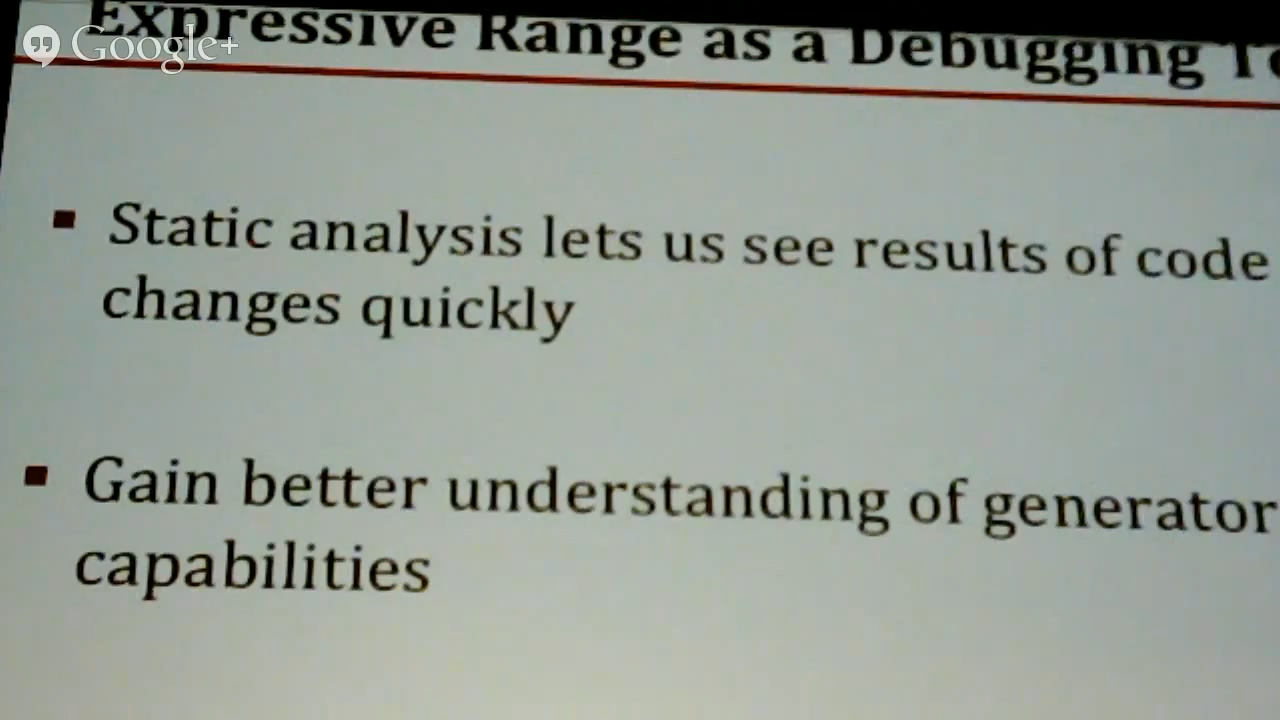 Google+
Expressive Range as a Debugging
▪ Static analysis lets us see results of code
changes quickly
▪ Gain better understanding of generator
capabilities